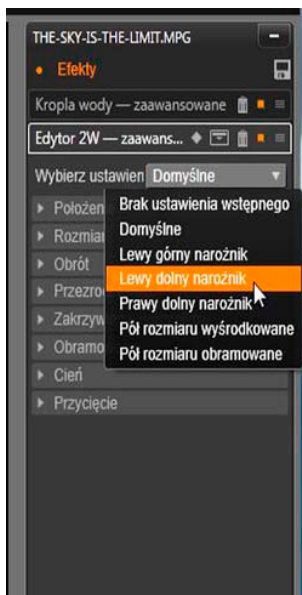 THE-SKY-IS-THE-LIMIT.MPG
Efekty
Kropla wody — zaawansowane
Edytor 2W — zaawans...
Wybierz ustawien Domyślne
Brak ustawienia wstępnego
Domyślne
Lewy górny narożnik
Lewy dolny narożnik
Prawy dolny narożnik
Pół rozmiaru wyśrodkowane
Pół rozmiaru obramowane
Położen
Rozmiar
Obrót
Przezro
Zakrzyw
Obramo
Cień
Przycięcie